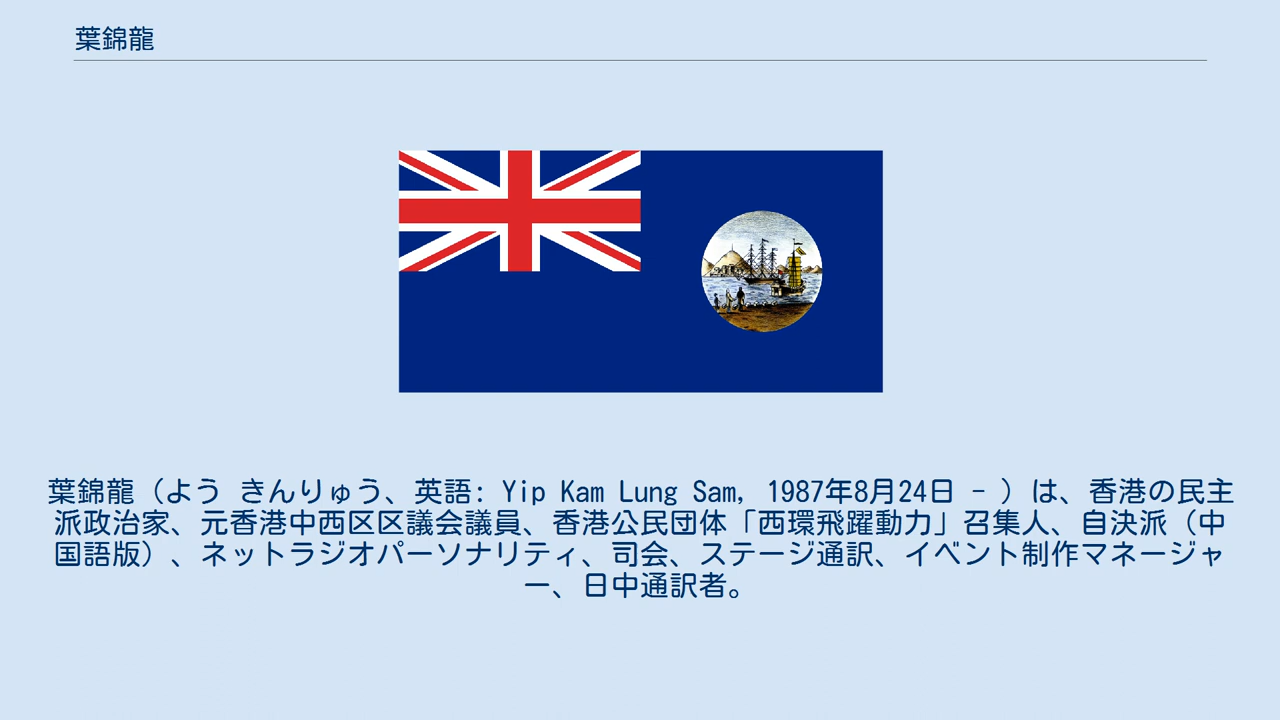 葉錦龍
葉錦龍（よう きんりゅう、英語: Yip Kam Lung Sam, 1987年8月24日 - ）は、香港の民主
派政治家、元香港中西区区議会議員、香港公民団体「西環飛躍動力」召集人、自決派（中
国語版）、ネットラジオパーソナリティ、司会、ステージ通訳、イベント制作マネージャ
ー、日中通訳者。